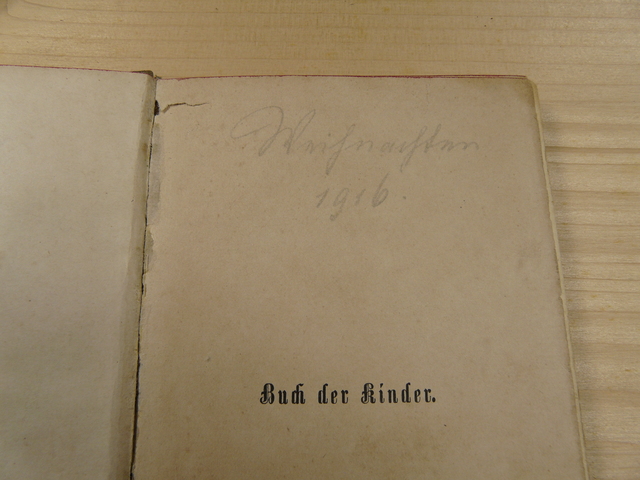 Weihnachten
1916.
Buch der Kinder.